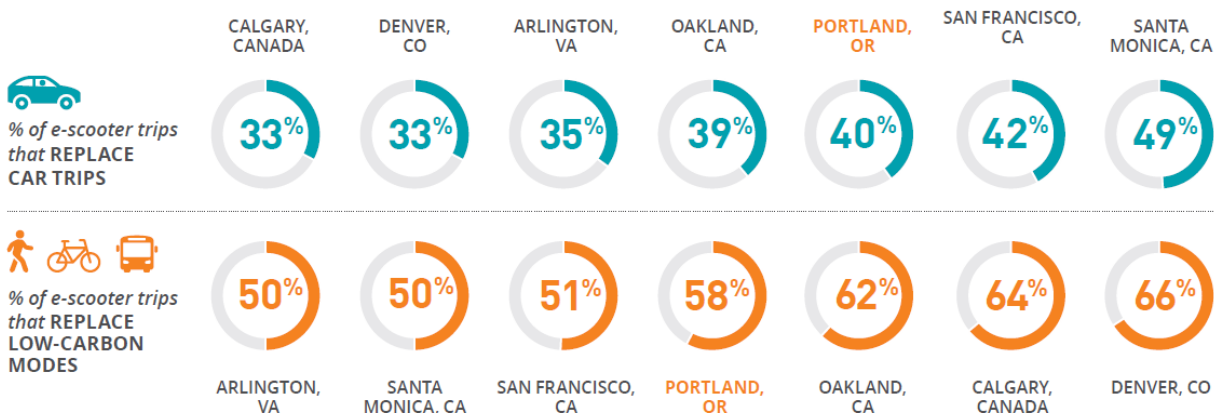 CALGARY,
CANADA
DENVER,
CO
ARLINGTON,
VA
OAKLAND,
CA
PORTLAND,
OR
SAN FRANCISCO,
CA
SANTA
MONICA, CA
% of e-scooter trips
that REPLACE
CAR TRIPS
33%
33%
35%
39%
40%
42%
49%
% of e-scooter trips
that REPLACE
LOW-CARBON
MODES
50%
50%
51%
58%
62%
64%
66%
ARLINGTON,
VA
SANTA
MONICA, CA
SAN FRANCISCO,
CA
PORTLAND,
OR
OAKLAND,
CA
CALGARY,
CANADA
DENVER, CO